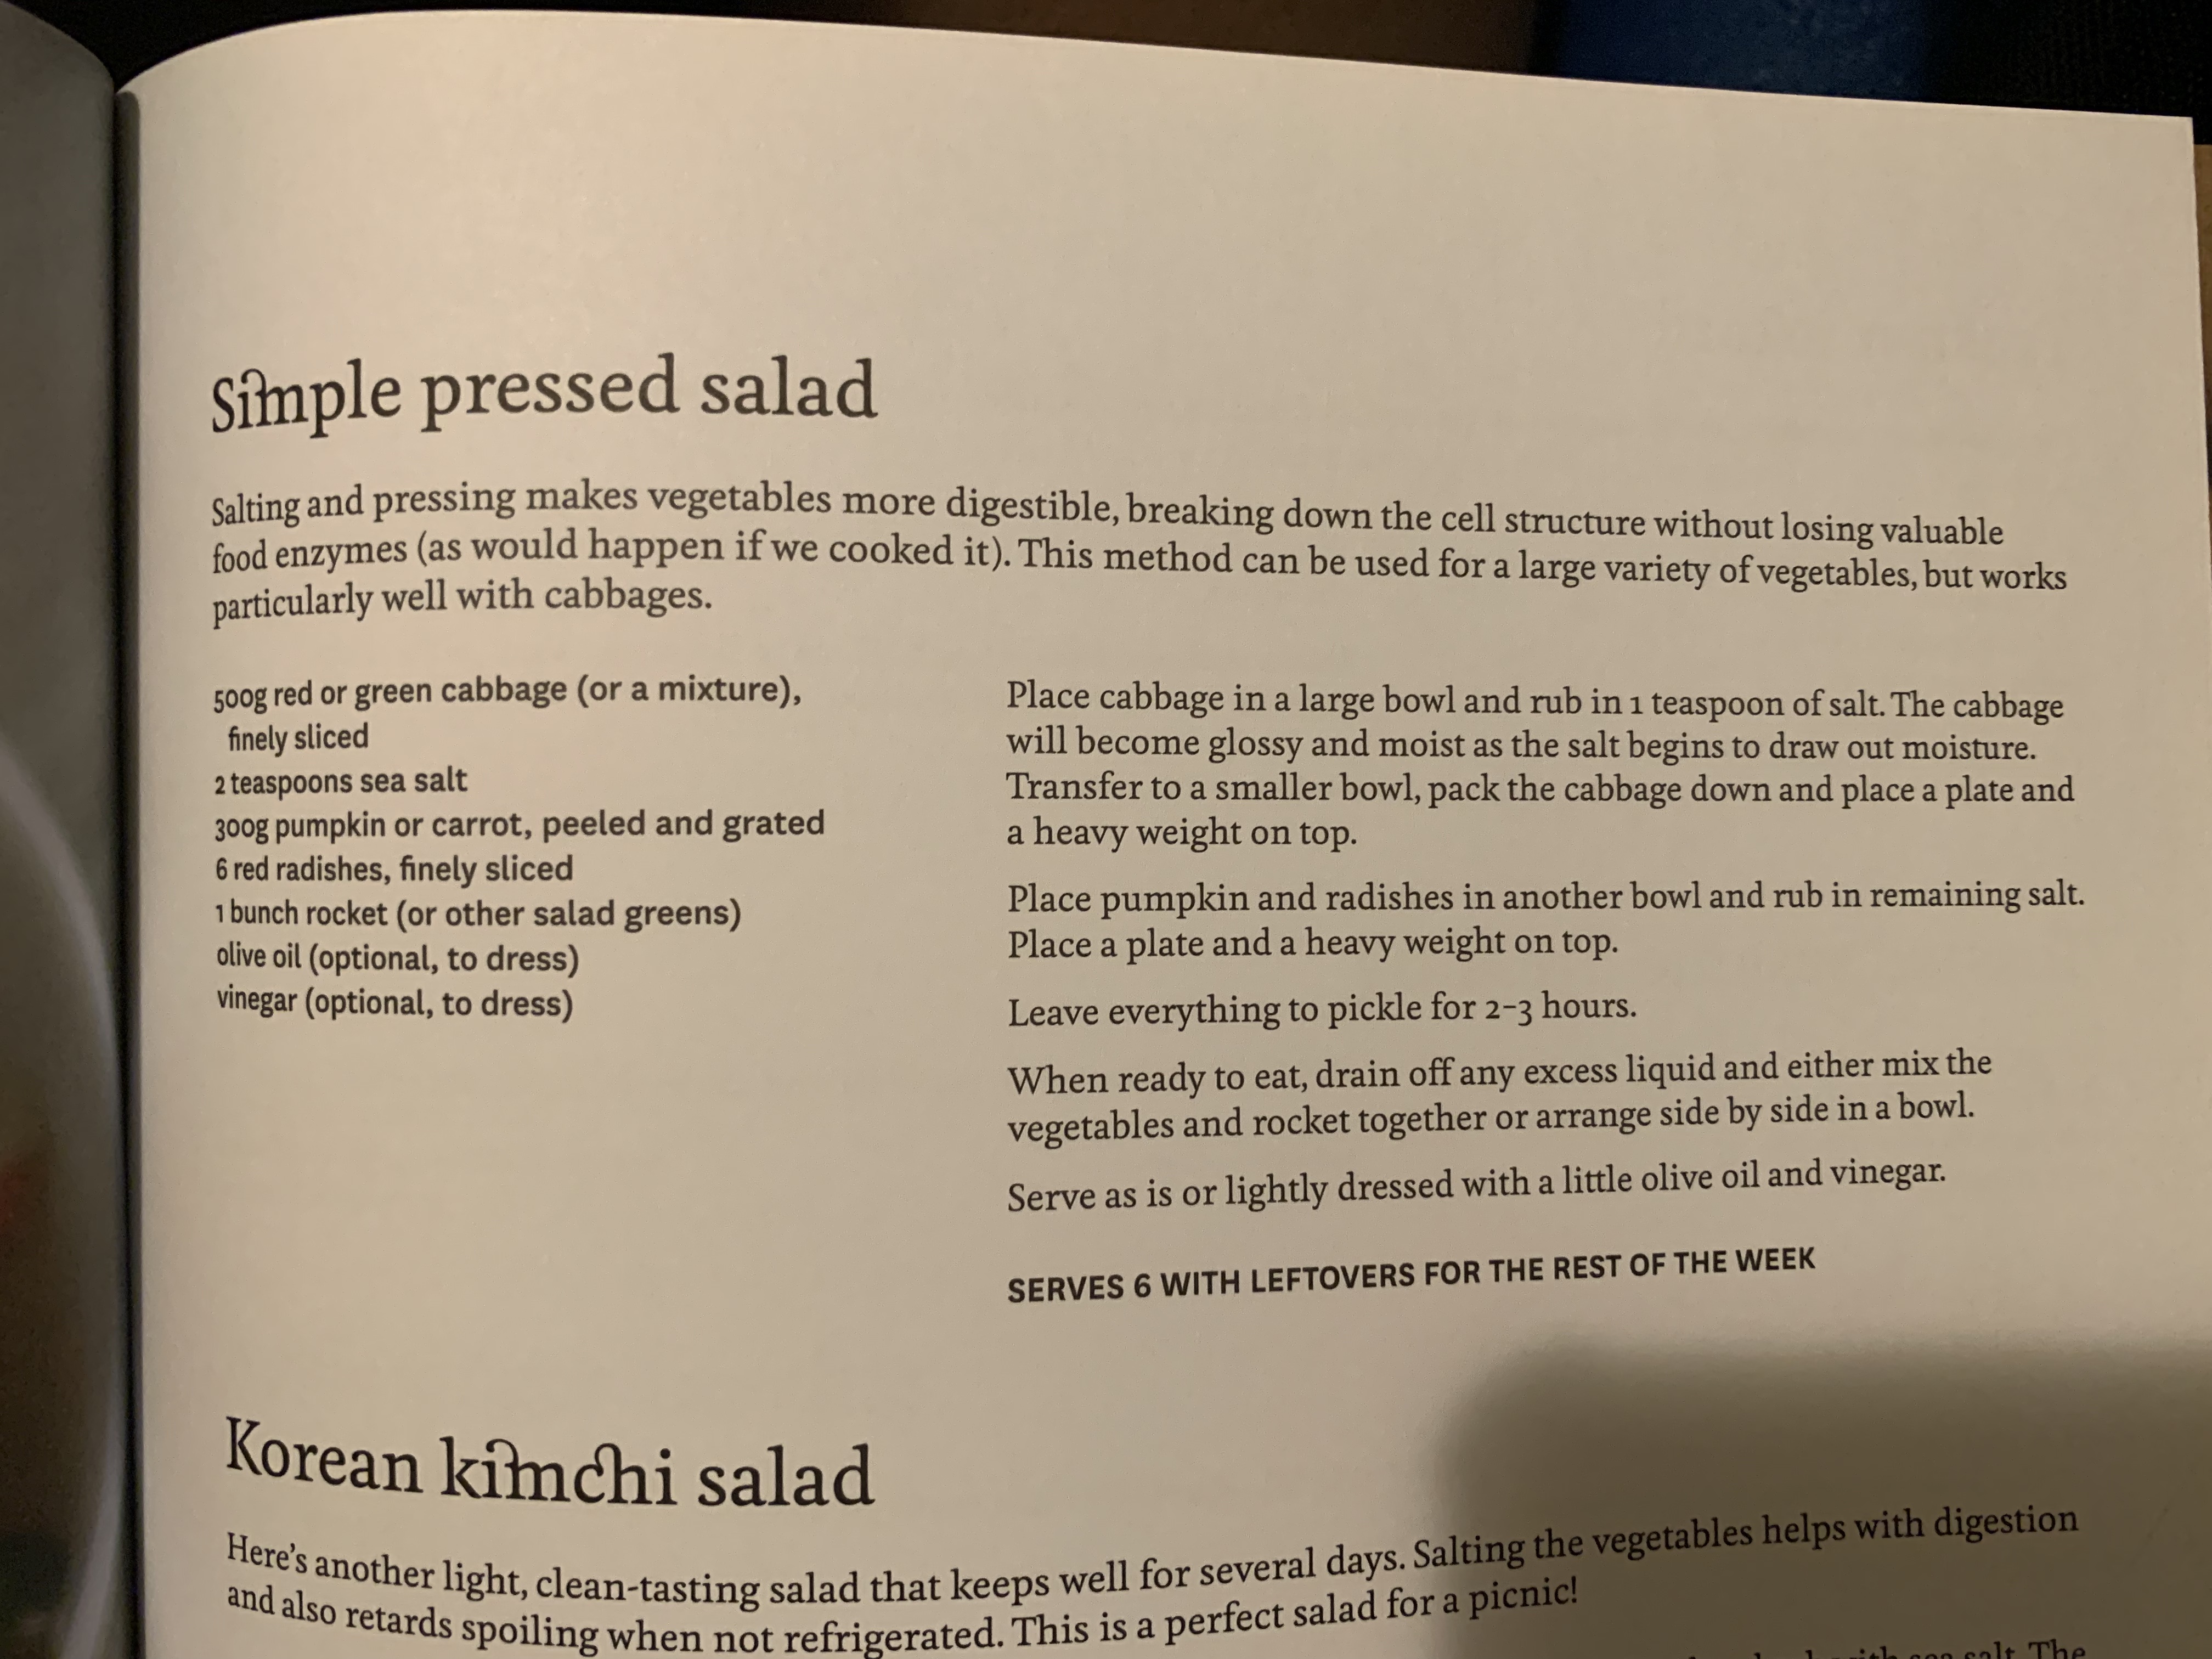 Simple pressed salad
Salting and pressing makes vegetables more digestible, breaking down the cell structure without losing valuable
food enzymes (as would happen if we cooked it). This method can be used for a large variety of vegetables, but works
particularly well with cabbages.
500g red or green cabbage (or a mixture),
finely sliced
2 teaspoons sea salt
300g pumpkin or carrot, peeled and grated
6 red radishes, finely sliced
1 bunch rocket (or other salad greens)
olive oil (optional, to dress)
vinegar (optional, to dress)
Place cabbage in a large bowl and rub in 1 teaspoon of salt. The cabbage
will become glossy and moist as the salt begins to draw out moisture.
Transfer to a smaller bowl, pack the cabbage down and place a plate and
a heavy weight on top.
Place pumpkin and radishes in another bowl and rub in remaining salt.
Place a plate and a heavy weight on top.
Leave everything to pickle for 2–3 hours.
When ready to eat, drain off any excess liquid and either mix the
vegetables and rocket together or arrange side by side in a bowl.
Serve as is or lightly dressed with a little olive oil and vinegar.
SERVES 6 WITH LEFTOVERS FOR THE REST OF THE WEEK
Korean kimchi salad
Here's another light, clean-tasting salad that keeps well for several days. Salting the vegetables helps with digestion
and also retards spoiling when not refrigerated. This is a perfect salad for a picnic!
with sea salt. The